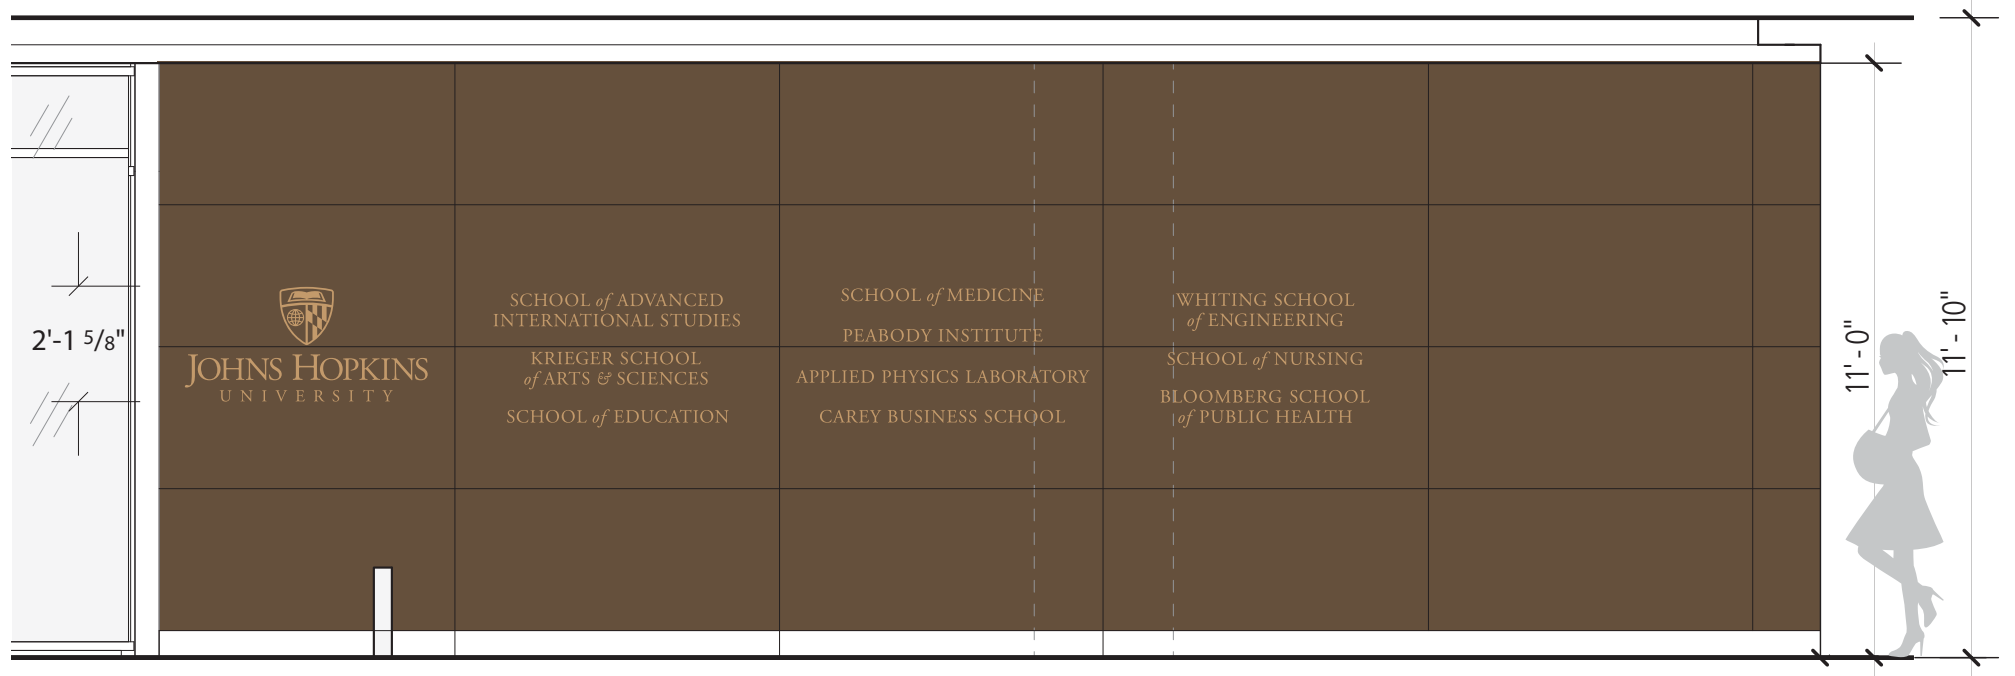 2'-1 5/8"
JOHNS HOPKINS
UNIVERSITY
SCHOOL of ADVANCED
INTERNATIONAL STUDIES
KRIEGER SCHOOL
of ARTS & SCIENCES
SCHOOL of EDUCATION
SCHOOL of MEDICINE
PEABODY INSTITUTE
APPLIED PHYSICS LABORATORY
CAREY BUSINESS SCHOOL
WHITING SCHOOL
of ENGINEERING
SCHOOL of NURSING
BLOOMBERG SCHOOL
of PUBLIC HEALTH
11'-0"
11'-10"